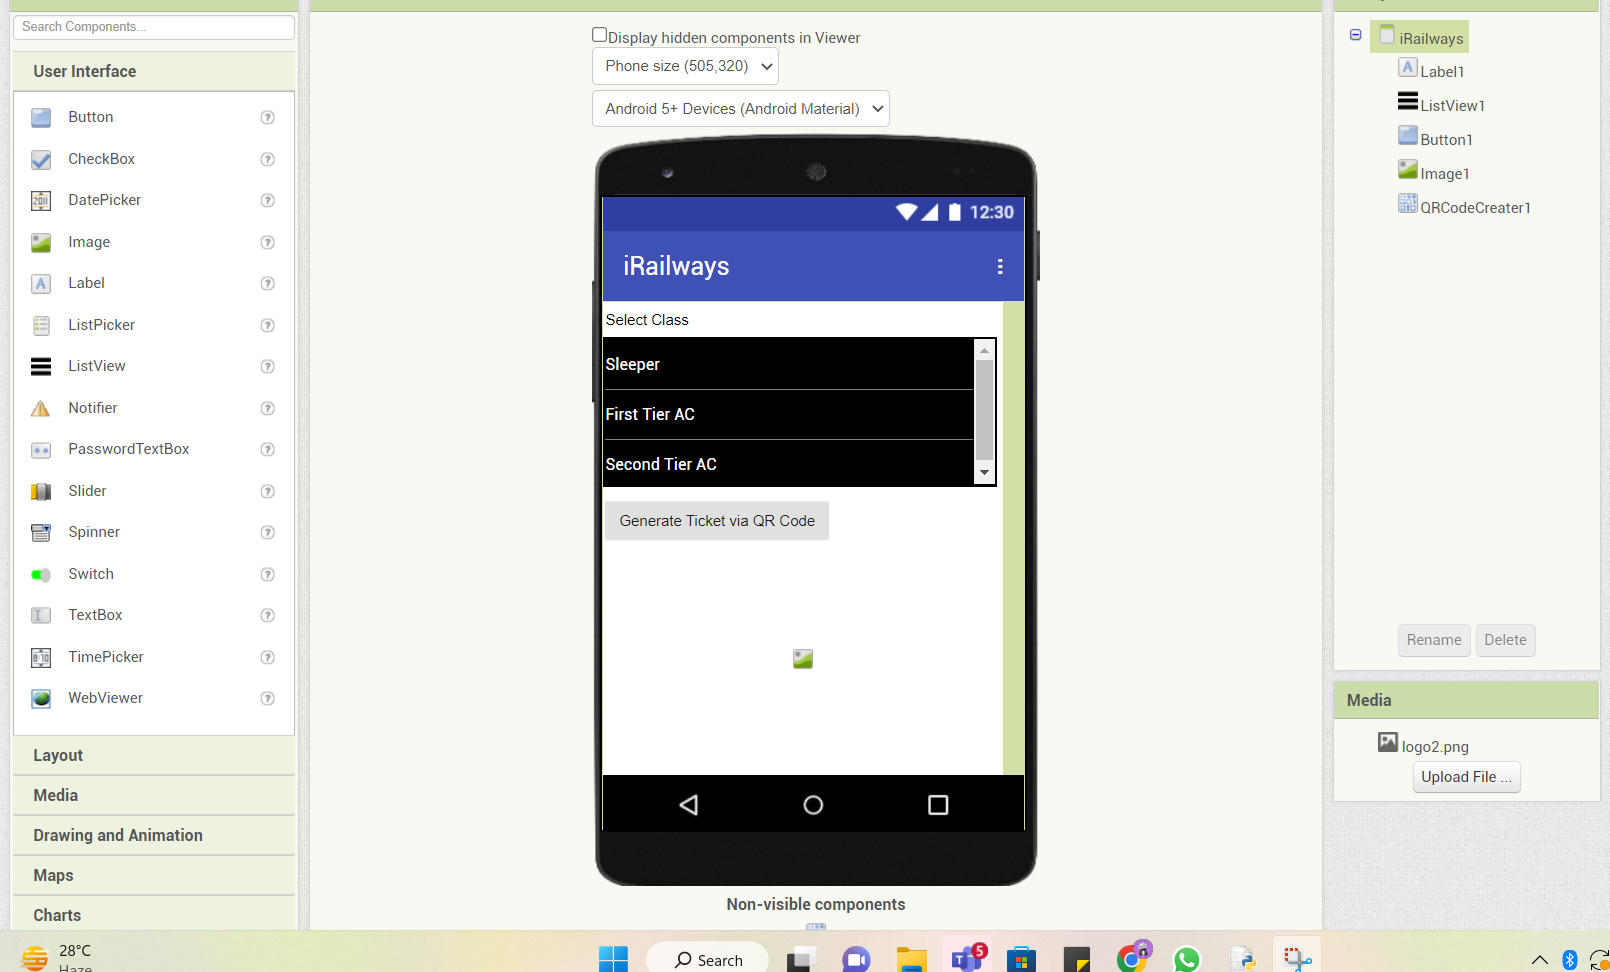 Search Components...
User Interface
Button
CheckBox
DatePicker
Image
Label
ListPicker
ListView
Notifier
PasswordTextBox
Slider
Spinner
Switch
TextBox
TimePicker
WebViewer
Layout
Media
Drawing and Animation
Maps
Charts
Display hidden components in Viewer
Phone size (505,320)
Android 5+ Devices (Android Material)
12:30
iRailways
Select Class
Sleeper
First Tier AC
Second Tier AC
Generate Ticket via QR Code
Non-visible components
iRailways
Label1
ListView1
Button1
Image1
QRCodeCreater1
Rename Delete
Media
logo2.png
Upload File ...
28°C
Haze
Search
5